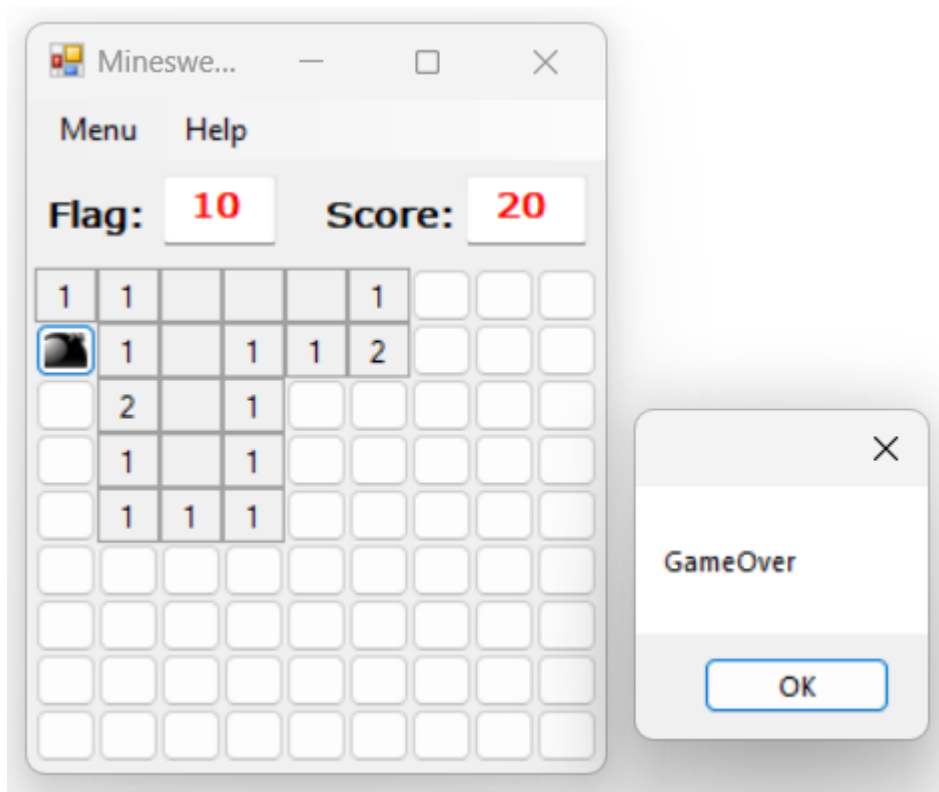 Mineswe...
Menu Help
Flag: 10 Score: 20
1 1 1
1 1 1 2
2 1
1 1
1 1 1
GameOver
OK